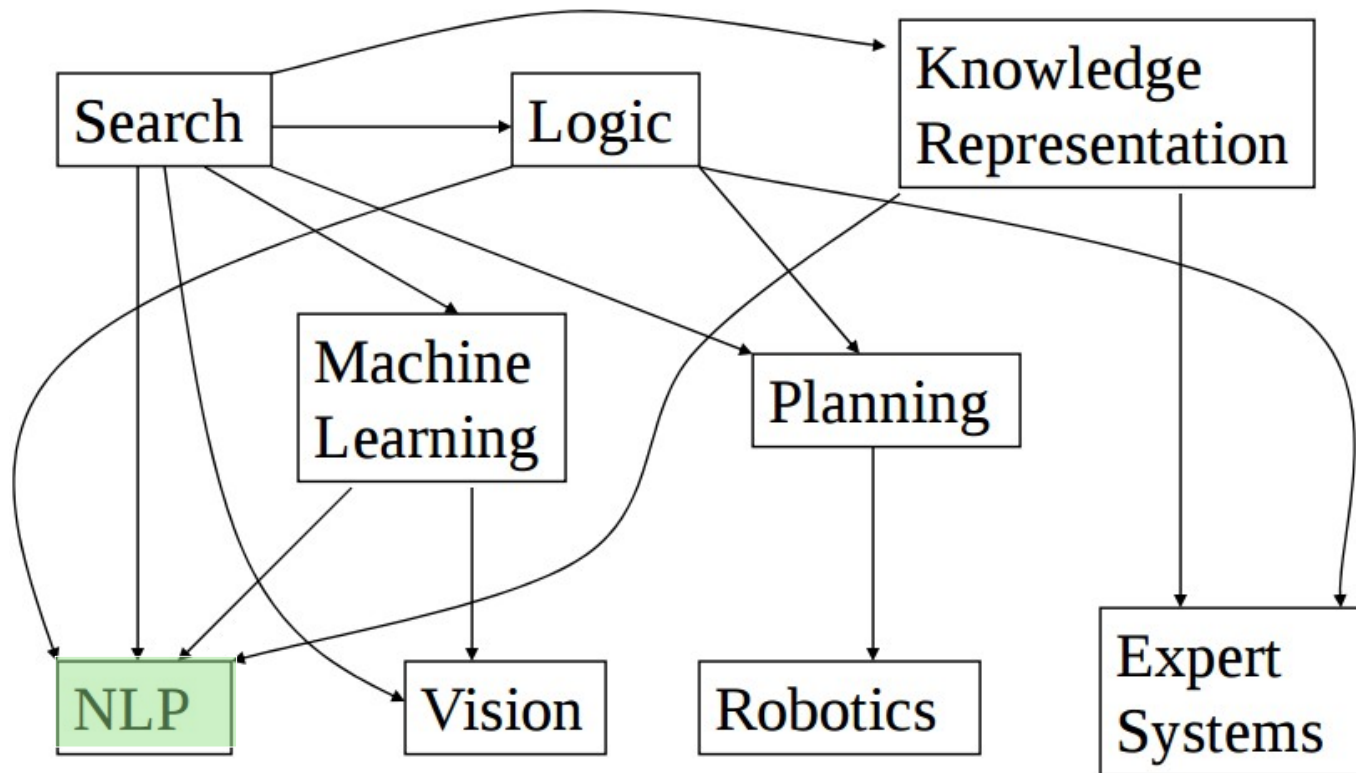 Search
Logic
Knowledge
Representation
Machine
Learning
Planning
NLP
Vision
Robotics
Expert
Systems